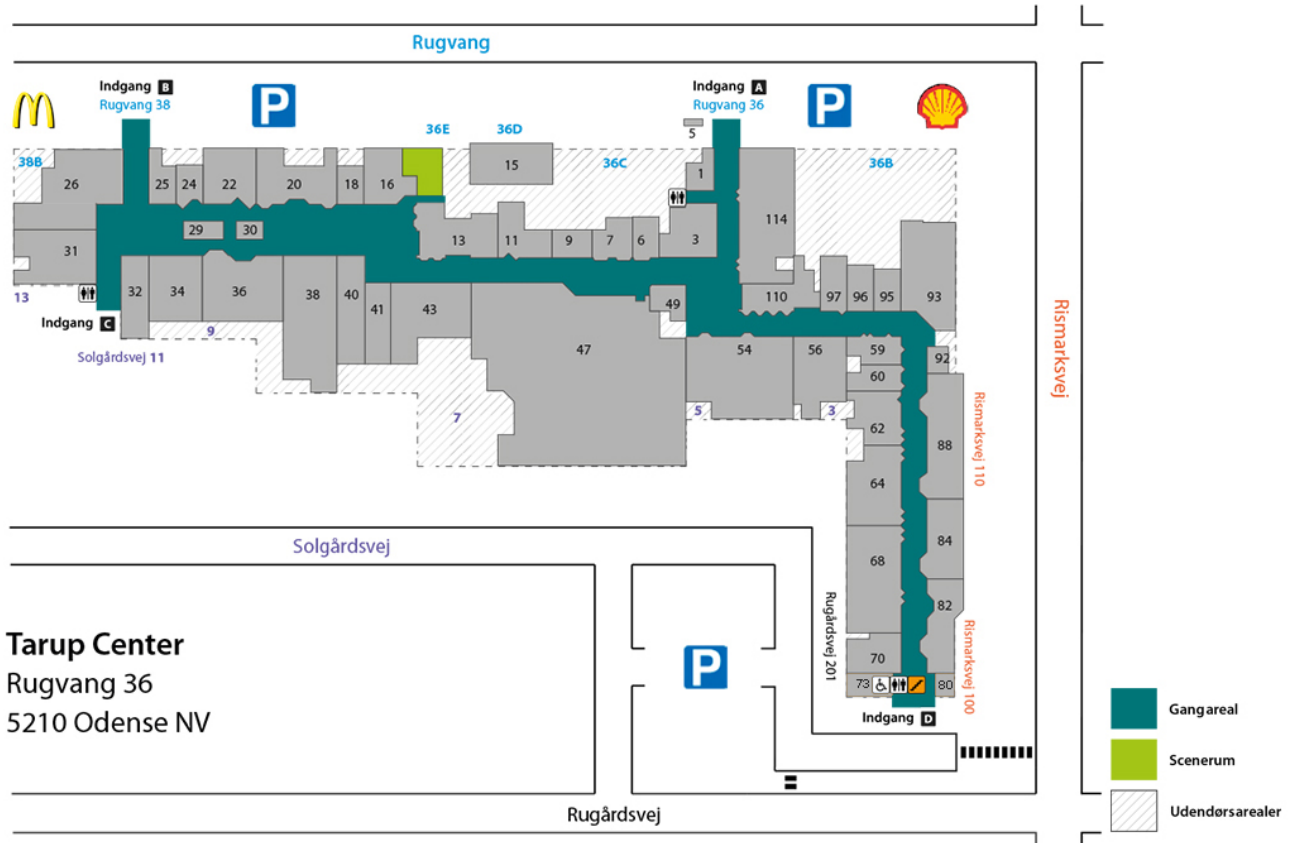 Rugvang
Indgang B
Rugvang 38
P
Indgang A
Rugvang 36
P
36E
36D
5
38B
26
25
24
22
20
18
16
15
36C
1
36B
114
29
30
13
11
9
7
6
3
31
13
32
34
36
38
40
41
43
47
49
110
97
96
95
93
Indgang C
Solgårdsvej 11
9
7
54
56
59
60
92
5
3
62
88
64
84
68
82
70
73
80
Indgang D
Rismarksvej
Rismarksvej 110
Rismarksvej 100
Rugårdsvej 201
Solgårdsvej
P
Tarup Center
Rugvang 36
5210 Odense NV
Rugårdsvej
Gangareal
Scenerum
Udendørsarealer